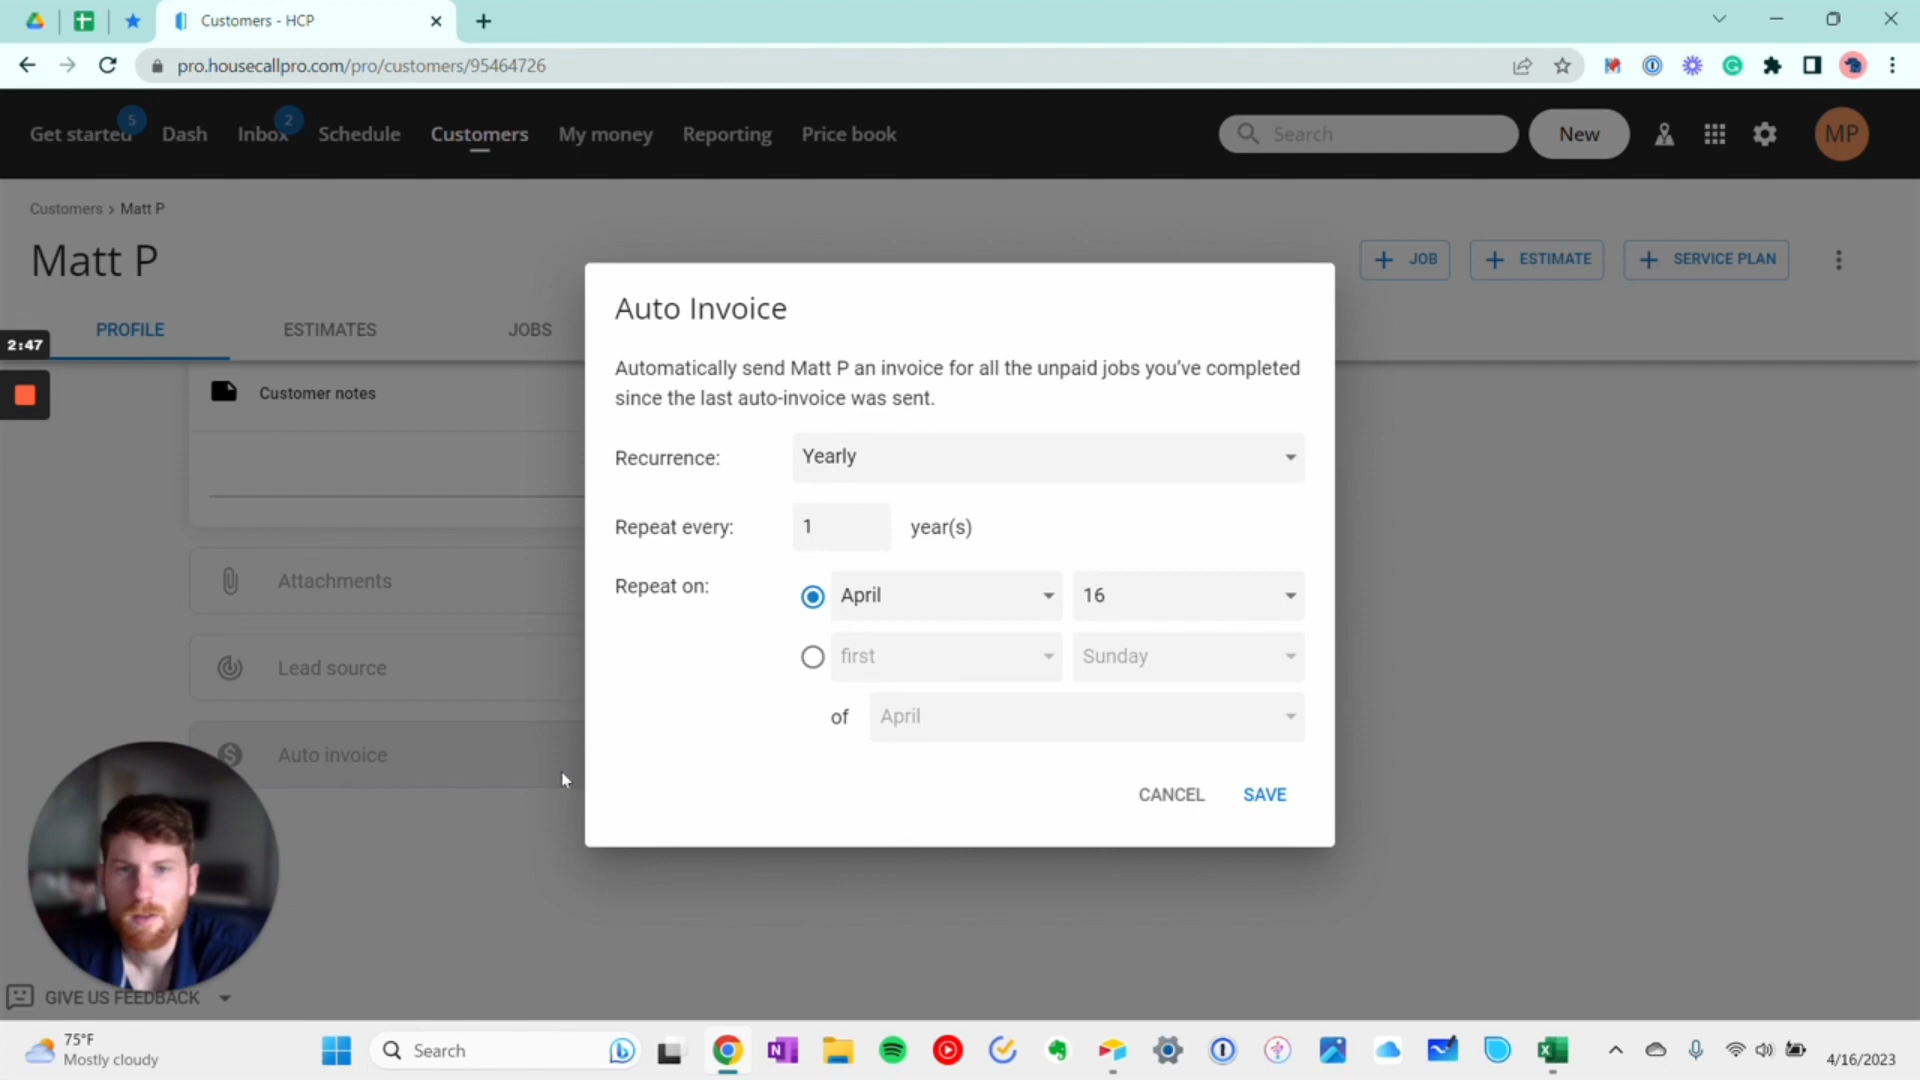 Customers - HCP
pro.housecallpro.com/pro/customers/95464726
Get started 5 Dash Inbox 2 Schedule Customers My money Reporting Price book Search New MP
Customers > Matt P
Matt P
JOB ESTIMATE SERVICE PLAN
PROFILE ESTIMATES JOBS
2:47
Customer notes
Attachments
Lead source
Auto invoice
Auto Invoice
Automatically send Matt P an invoice for all the unpaid jobs you've completed
since the last auto-invoice was sent.
Recurrence: Yearly
Repeat every: 1 year(s)
Repeat on: April 16
first Sunday
of April
CANCEL SAVE
GIVE US FEEDBACK
75°F
Mostly cloudy
Search
4/16/2023